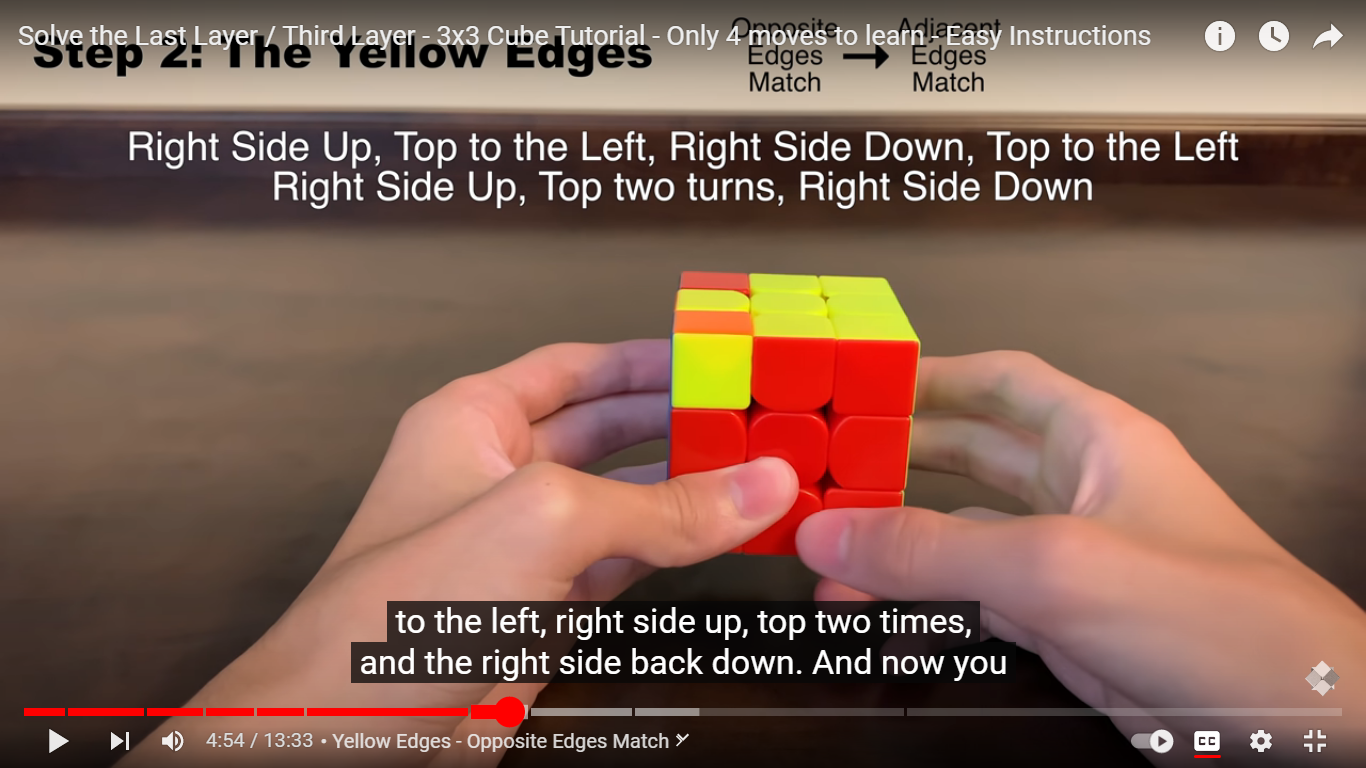 Solve the Last Layer / Third Layer - 3x3 Cube Tutorial - Only 4 moves to learn - Easy Instructions
Step 2: The Yellow Edges
Opposite Edges Match → Adjacent Edges Match
Right Side Up, Top to the Left, Right Side Down, Top to the Left
Right Side Up, Top two turns, Right Side Down
to the left, right side up, top two times,
and the right side back down. And now you
4:54 / 13:33 • Yellow Edges - Opposite Edges Match
CC